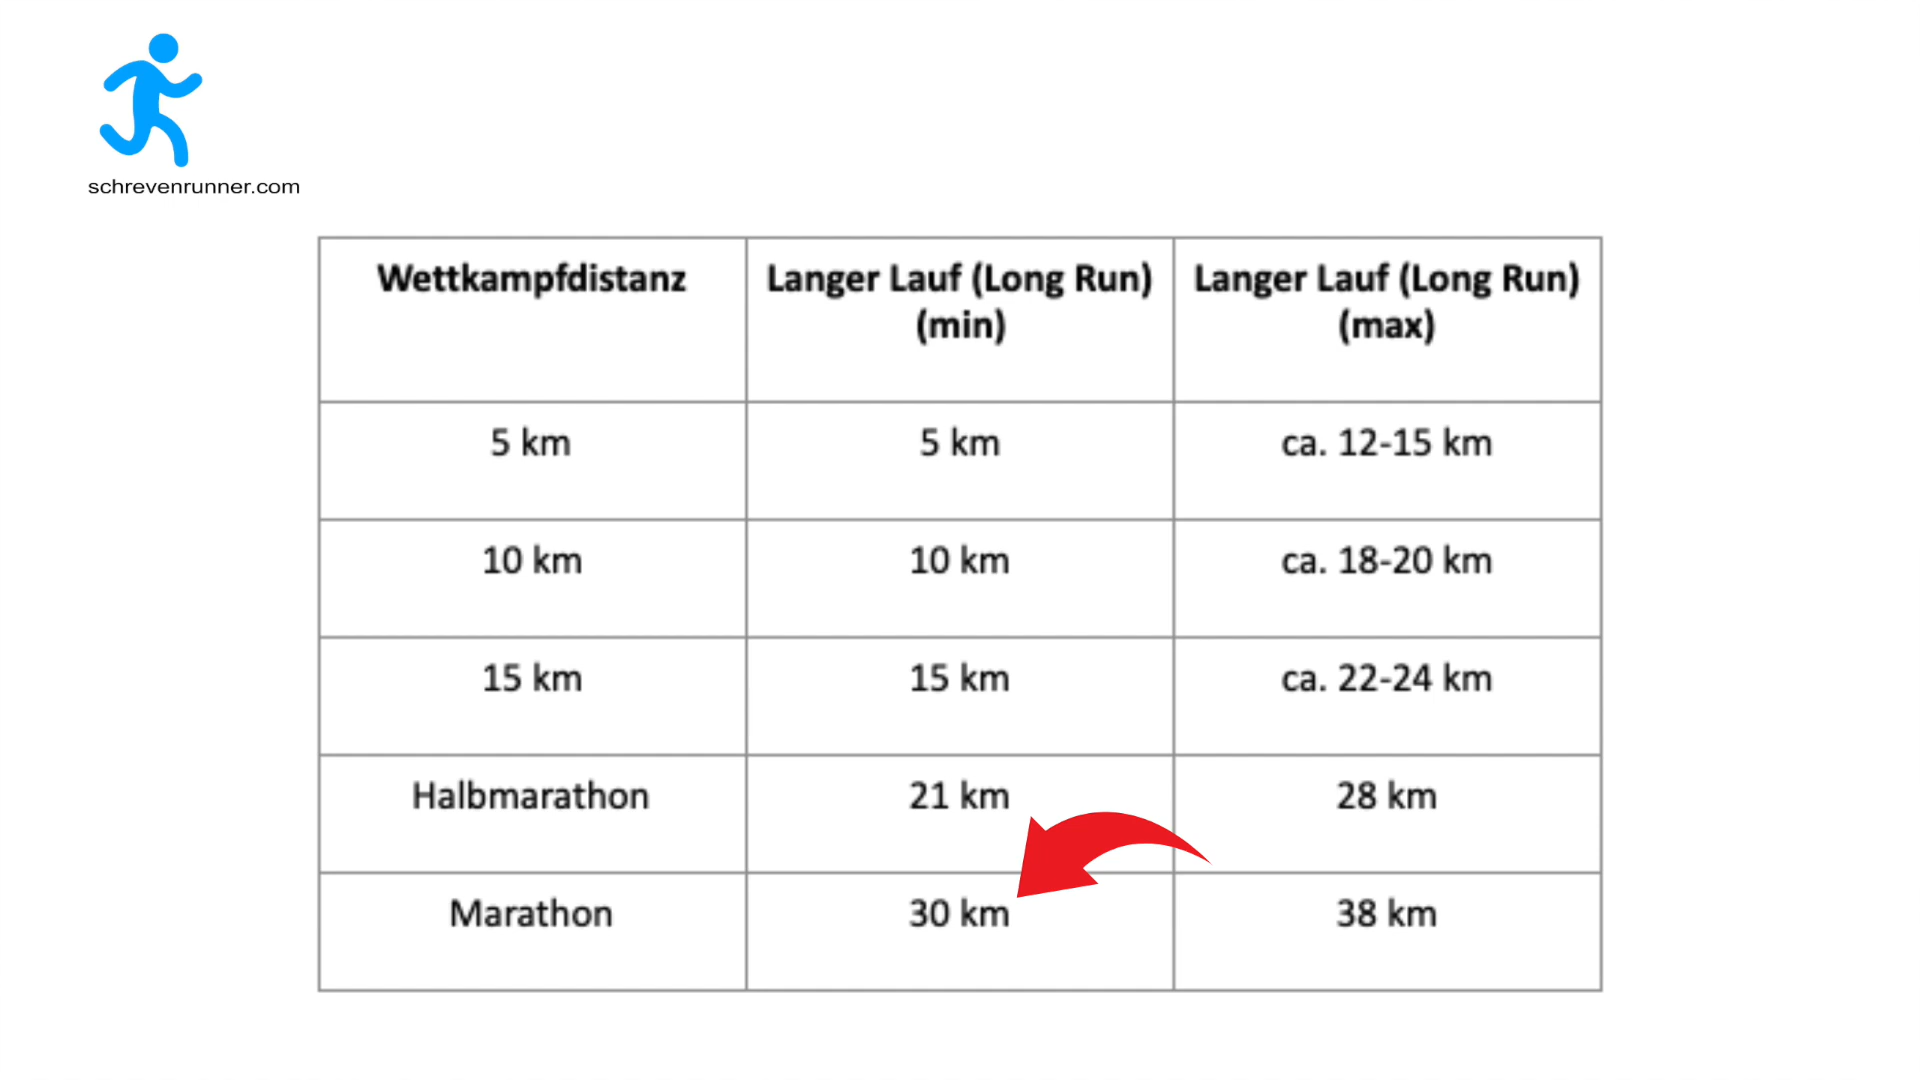 schrevenrunner.com
Wettkampfdistanz
Langer Lauf (Long Run)
(min)
Langer Lauf (Long Run)
(max)
5 km
5 km
ca. 12-15 km
10 km
10 km
ca. 18-20 km
15 km
15 km
ca. 22-24 km
Halbmarathon
21 km
28 km
Marathon
30 km
38 km